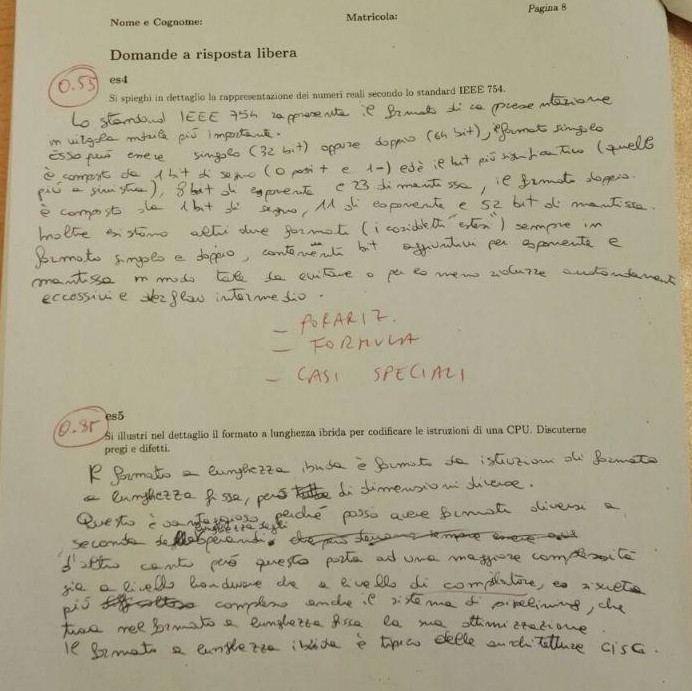 Pagina 8
Nome e Cognome: Matricola:
Domande a risposta libera
0.55
es4
Si spieghi in dettaglio la rappresentazione dei numeri reali secondo lo standard IEEE 754.
Lo standard IEEE 754 rappresenta il formato di
in virgola mobile più importante.
Esso può essere singolo (32 bit) oppure doppio (64 bit), il formato singolo
è composto da 1 bit di segno (0 posit + e 1-) ed è il bit più significativo (quello
più a sinistra), 8 bit di esponente e 23 di mantissa, il formato doppio
è composto da 1 bit di segno, 11 di esponente e 52 bit di mantissa.
Inoltre esistono altri due formati (i cosiddetti "estesi") sempre in
formato singolo e doppio, contenenti bit aggiuntivi per esponente e
mantissa in modo tale da evitare o per lo meno ridurre arrotondamenti
eccessivi e overflow intermedio.
- POLARIZ.
- FORMULA
- CASI SPECIALI
0.85
es5
Si illustri nel dettaglio il formato a lunghezza ibrida per codificare le istruzioni di una CPU. Discuterne
pregi e difetti.
Il formato a lunghezza ibrida è formato da istruzioni di formato
a lunghezza fissa, però di dimensioni diverse.
Questo è vantaggioso perché posso avere formati diversi a
seconda della lunghezza degli operandi.
d'altro canto però questo porta ad una maggiore complessità
sia a livello hardware che a livello di compilatore, e risulta
più complesso anche il sistema di pipelining, che
trova nel formato a lunghezza fissa la sua ottimizzazione.
Il formato a lunghezza ibrida è tipico delle architetture CISC.